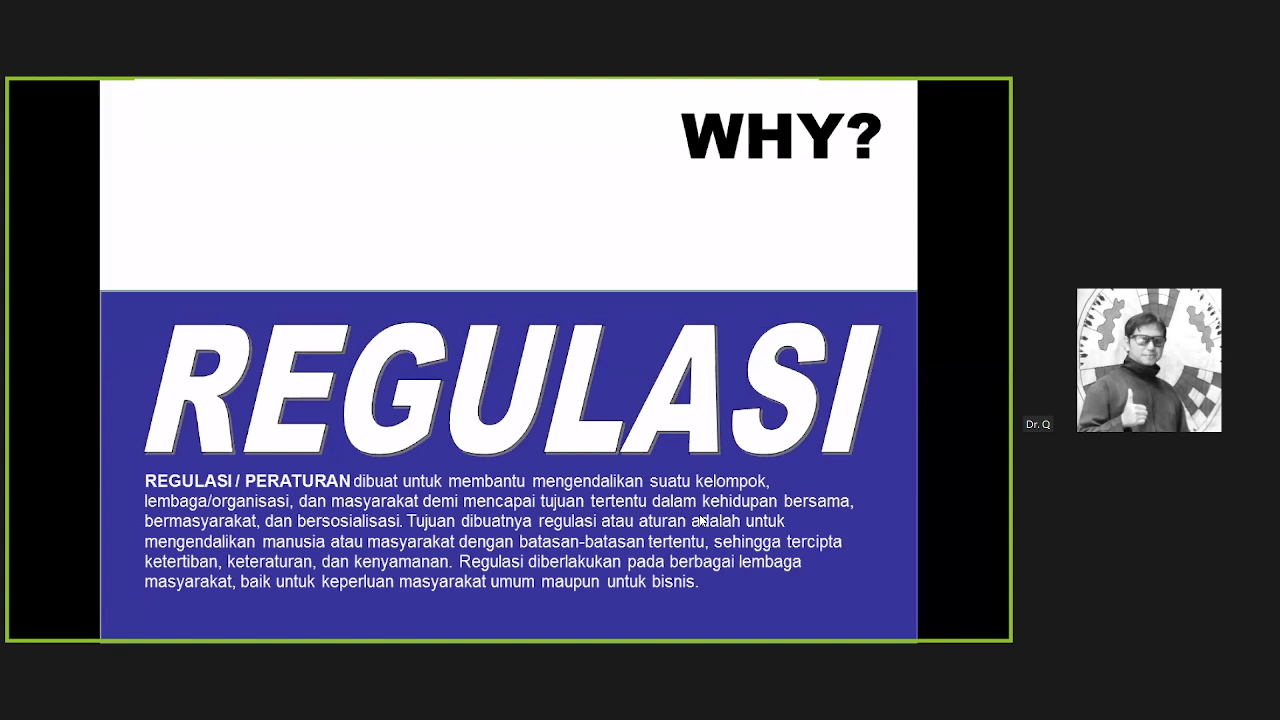 WHY?
REGULASI
REGULASI / PERATURAN dibuat untuk membantu mengendalikan suatu kelompok,
lembaga/organisasi, dan masyarakat demi mencapai tujuan tertentu dalam kehidupan bersama,
bermasyarakat, dan bersosialisasi. Tujuan dibuatnya regulasi atau aturan adalah untuk
mengendalikan manusia atau masyarakat dengan batasan-batasan tertentu, sehingga tercipta
ketertiban, keteraturan, dan kenyamanan. Regulasi diberlakukan pada berbagai lembaga
masyarakat, baik untuk keperluan masyarakat umum maupun untuk bisnis.
Dr. Q